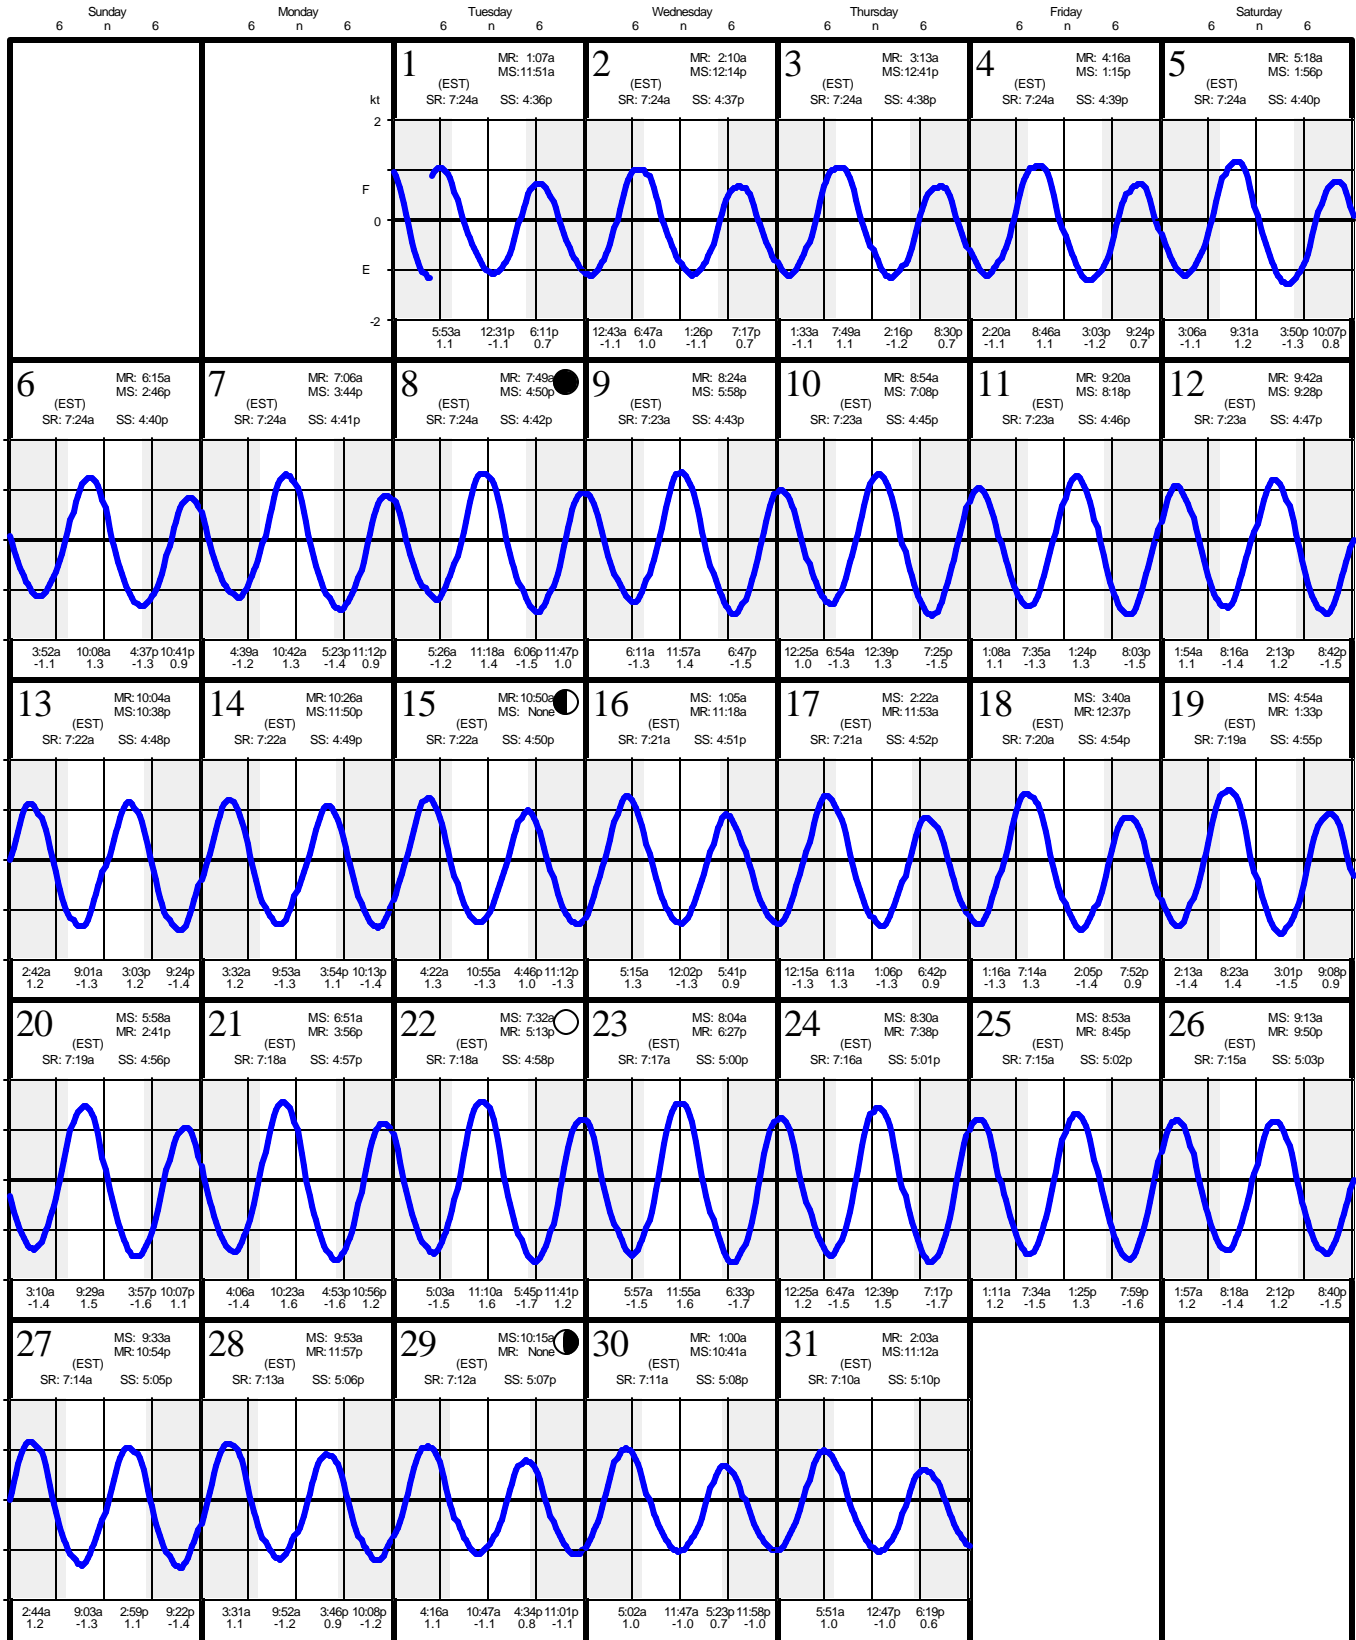 Sunday Monday Tuesday Wednesday Thursday Friday Saturday
6 n 6 6 n 6 6 n 6 6 n 6 6 n 6 6 n 6 6 n 6
1
MR: 1:07a
MS:11:51a
(EST)
SR: 7:24a SS: 4:36p
kt
2
F
0
E
-2
5:53a 12:31p 6:11p
1.1 -1.1 0.7
2
MR: 2:10a
MS:12:14p
(EST)
SR: 7:24a SS: 4:37p
12:43a 6:47a 1:26p 7:17p
-1.1 1.0 -1.1 0.7
3
MR: 3:13a
MS:12:41p
(EST)
SR: 7:24a SS: 4:38p
1:33a 7:49a 2:16p 8:30p
-1.1 1.1 -1.2 0.7
4
MR: 4:16a
MS: 1:15p
(EST)
SR: 7:24a SS: 4:39p
2:20a 8:46a 3:03p 9:24p
-1.1 1.1 -1.2 0.7
5
MR: 5:18a
MS: 1:56p
(EST)
SR: 7:24a SS: 4:40p
3:06a 9:31a 3:50p 10:07p
-1.1 1.2 -1.3 0.8
6
MR: 6:15a
MS: 2:46p
(EST)
SR: 7:24a SS: 4:40p
3:52a 10:08a 4:37p 10:41p
-1.1 1.3 -1.3 0.9
7
MR: 7:06a
MS: 3:44p
(EST)
SR: 7:24a SS: 4:41p
4:39a 10:42a 5:23p 11:12p
-1.2 1.3 -1.4 0.9
8
MR: 7:49a
MS: 4:50p
(EST)
SR: 7:24a SS: 4:42p
5:26a 11:18a 6:06p 11:47p
-1.2 1.4 -1.5 1.0
9
MR: 8:24a
MS: 5:58p
(EST)
SR: 7:23a SS: 4:43p
6:11a 11:57a 6:47p
-1.3 1.4 -1.5
10
MR: 8:54a
MS: 7:08p
(EST)
SR: 7:23a SS: 4:45p
12:25a 6:54a 12:39p 7:25p
1.0 -1.3 1.3 -1.5
11
MR: 9:20a
MS: 8:18p
(EST)
SR: 7:23a SS: 4:46p
1:08a 7:35a 1:24p 8:03p
1.1 -1.3 1.3 -1.5
12
MR: 9:42a
MS: 9:28p
(EST)
SR: 7:23a SS: 4:47p
1:54a 8:16a 2:13p 8:42p
1.1 -1.4 1.2 -1.5
13
MR:10:04a
MS:10:38p
(EST)
SR: 7:22a SS: 4:48p
2:42a 9:01a 3:03p 9:24p
1.2 -1.3 1.2 -1.4
14
MR:10:26a
MS:11:50p
(EST)
SR: 7:22a SS: 4:49p
3:32a 9:53a 3:54p 10:13p
1.2 -1.3 1.1 -1.4
15
MR:10:50a
MS: None
(EST)
SR: 7:22a SS: 4:50p
4:22a 10:55a 4:46p 11:12p
1.3 -1.3 1.0 -1.3
16
MS: 1:05a
MR:11:18a
(EST)
SR: 7:21a SS: 4:51p
5:15a 12:02p 5:41p
1.3 -1.3 0.9
17
MS: 2:22a
MR:11:53a
(EST)
SR: 7:21a SS: 4:52p
12:15a 6:11a 1:06p 6:42p
-1.3 1.3 -1.3 0.9
18
MS: 3:40a
MR:12:37p
(EST)
SR: 7:20a SS: 4:54p
1:16a 7:14a 2:05p 7:52p
-1.3 1.3 -1.4 0.9
19
MS: 4:54a
MR: 1:33p
(EST)
SR: 7:19a SS: 4:55p
2:13a 8:23a 3:01p 9:08p
-1.4 1.4 -1.5 0.9
20
MS: 5:58a
MR: 2:41p
(EST)
SR: 7:19a SS: 4:56p
3:10a 9:29a 3:57p 10:07p
-1.4 1.5 -1.6 1.1
21
MS: 6:51a
MR: 3:56p
(EST)
SR: 7:18a SS: 4:57p
4:06a 10:23a 4:53p 10:56p
-1.4 1.6 -1.6 1.2
22
MS: 7:32a
MR: 5:13p
(EST)
SR: 7:18a SS: 4:58p
5:03a 11:10a 5:45p 11:41p
-1.5 1.6 -1.7 1.2
23
MS: 8:04a
MR: 6:27p
(EST)
SR: 7:17a SS: 5:00p
5:57a 11:55a 6:33p
-1.5 1.6 -1.7
24
MS: 8:30a
MR: 7:38p
(EST)
SR: 7:16a SS: 5:01p
12:25a 6:47a 12:39p 7:17p
1.2 -1.5 1.5 -1.7
25
MS: 8:53a
MR: 8:45p
(EST)
SR: 7:15a SS: 5:02p
1:11a 7:34a 1:25p 7:59p
1.2 -1.5 1.3 -1.6
26
MS: 9:13a
MR: 9:50p
(EST)
SR: 7:15a SS: 5:03p
1:57a 8:18a 2:12p 8:40p
1.2 -1.4 1.2 -1.5
27
MS: 9:33a
MR:10:54p
(EST)
SR: 7:14a SS: 5:05p
2:44a 9:03a 2:59p 9:22p
1.2 -1.3 1.1 -1.4
28
MS: 9:53a
MR:11:57p
(EST)
SR: 7:13a SS: 5:06p
3:31a 9:52a 3:46p 10:08p
1.1 -1.2 0.9 -1.2
29
MS:10:15a
MR: None
(EST)
SR: 7:12a SS: 5:07p
4:16a 10:47a 4:34p 11:01p
1.1 -1.1 0.8 -1.1
30
MR: 1:00a
MS:10:41a
(EST)
SR: 7:11a SS: 5:08p
5:02a 11:47a 5:23p 11:58p
1.0 -1.0 0.7 -1.0
31
MR: 2:03a
MS:11:12a
(EST)
SR: 7:10a SS: 5:10p
5:51a 12:47p 6:19p
1.0 -1.0 0.6